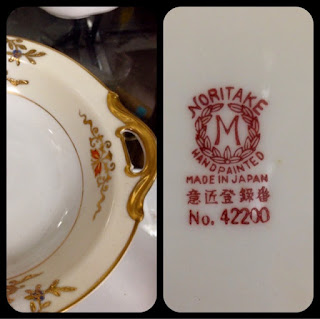 NORITAKE
M
HANDPAINTED
MADE IN JAPAN
意匠登録番
No. 42200